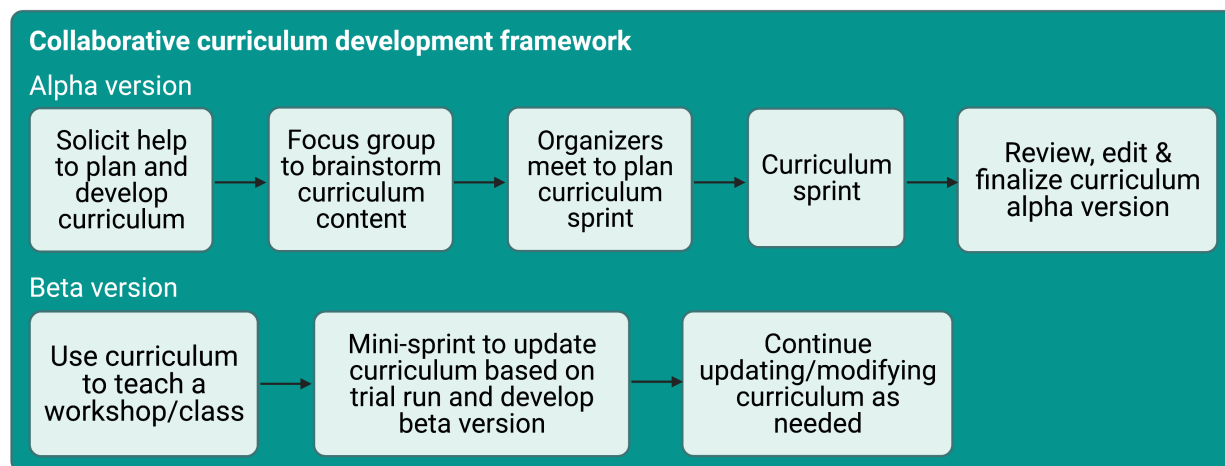 Collaborative curriculum development framework
Alpha version
Solicit help
to plan and
develop
curriculum
Focus group
to brainstorm
curriculum
content
Organizers
meet to plan
curriculum
sprint
Curriculum
sprint
Review, edit &
finalize curriculum
alpha version
Beta version
Use curriculum
to teach a
workshop/class
Mini-sprint to update
curriculum based on
trial run and develop
beta version
Continue
updating/modifying
curriculum as
needed